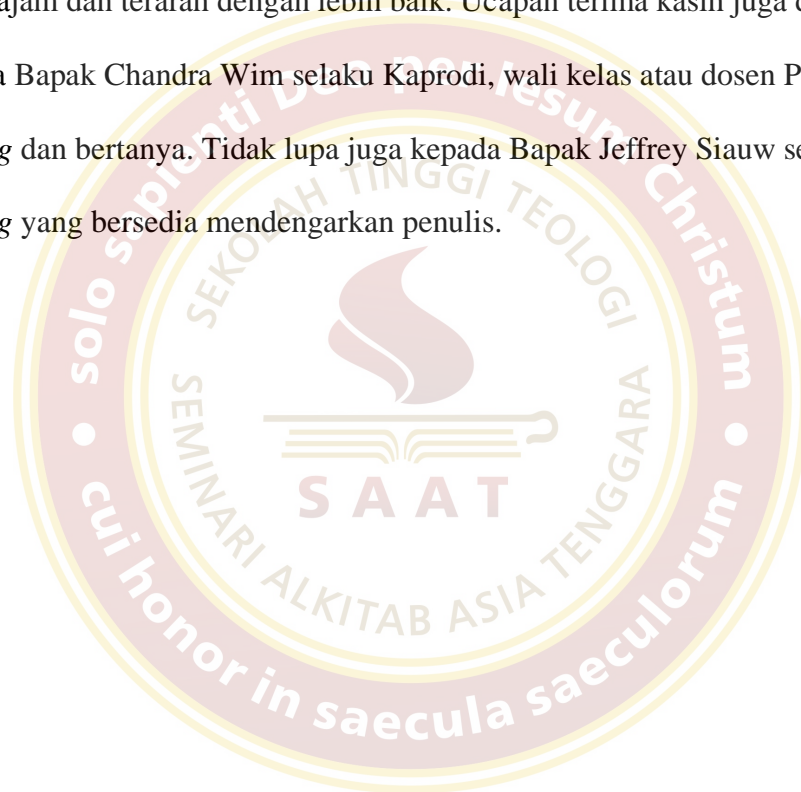 ajam dan terarah dengan lebih baik. Ucapan terima kasih juga
a Bapak Chandra Wim selaku Kaprodi, wali kelas atau dosen P
g dan bertanya. Tidak lupa juga kepada Bapak Jeffrey Siauw se
g yang bersedia mendengarkan penulis.
solo sapienti Deo per Iesum Christum
SEKOLAH TINGGI TEOLOGI
SEMINARI ALKITAB ASIA TENGGARA
SAAT
cui honor in saecula saeculorum